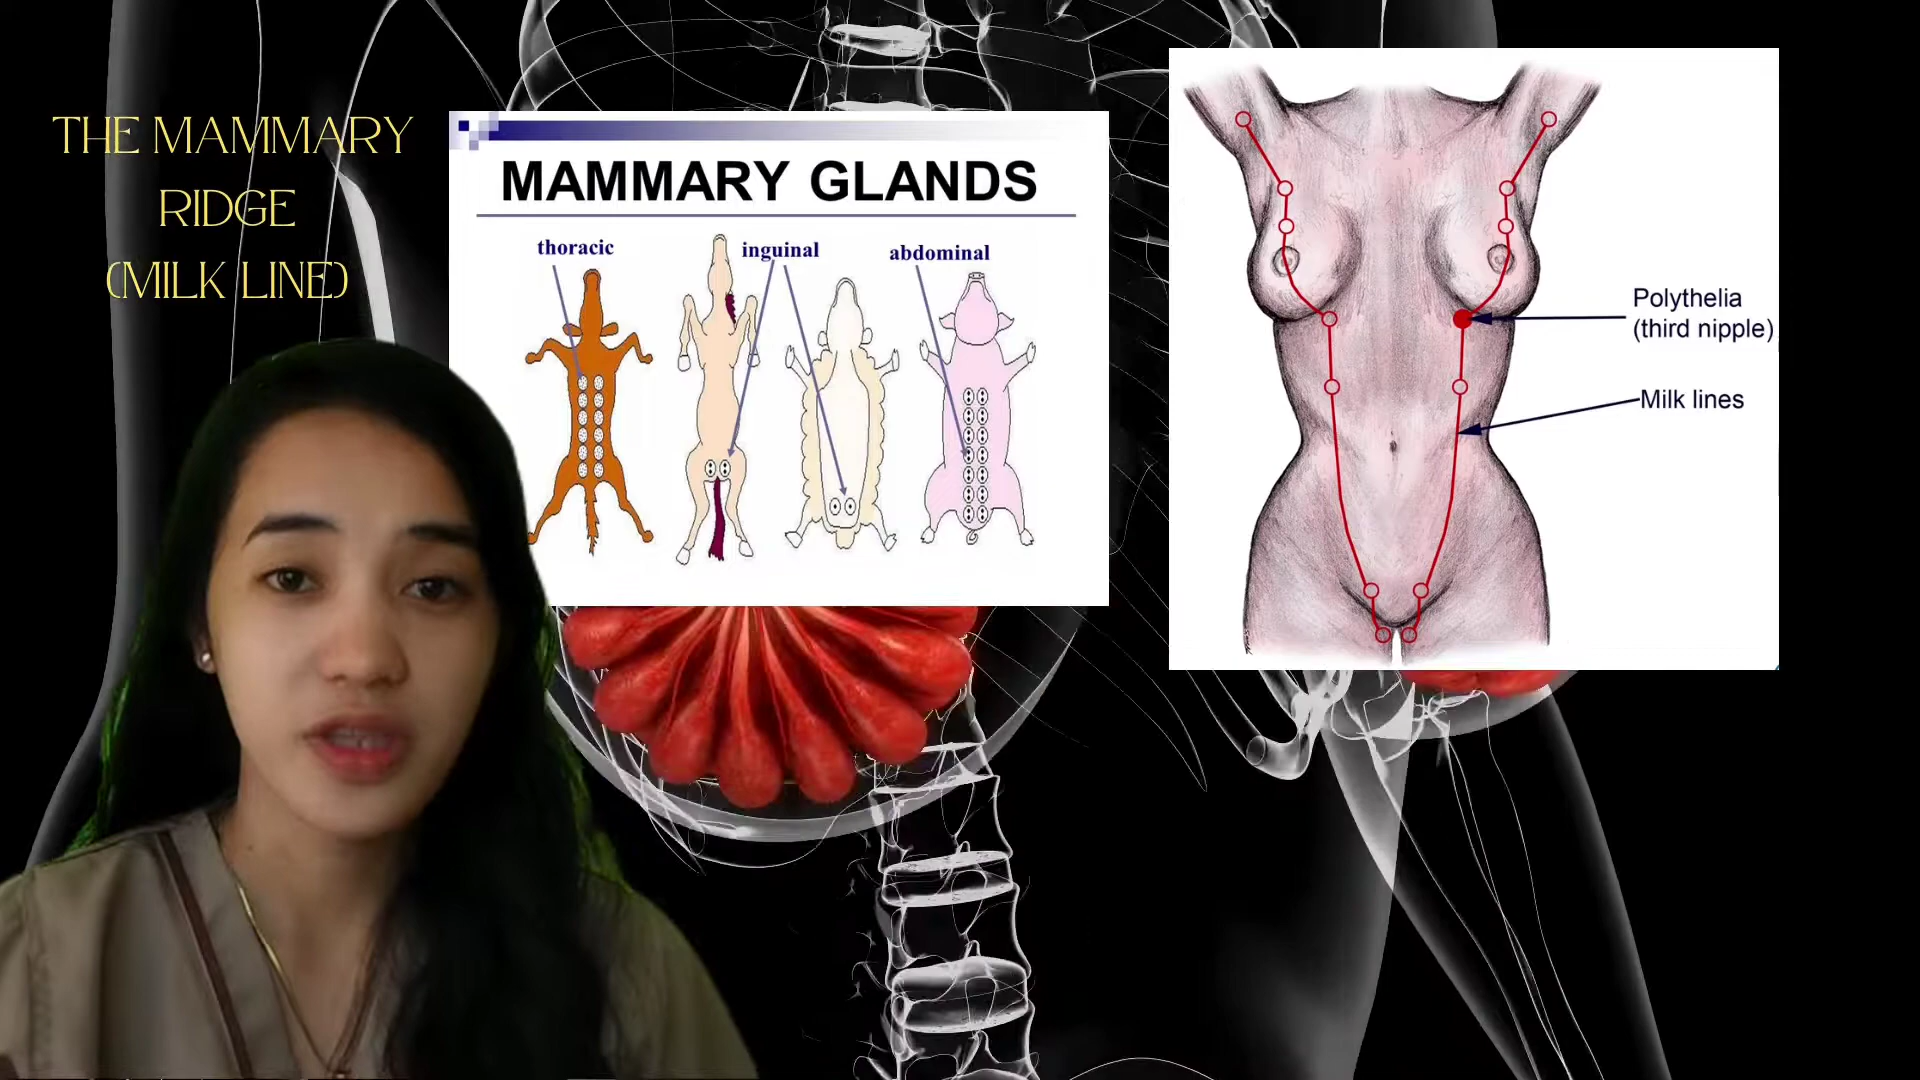 THE MAMMARY
RIDGE
(MILK LINE)
MAMMARY GLANDS
thoracic
inguinal
abdominal
Polythelia
(third nipple)
Milk lines